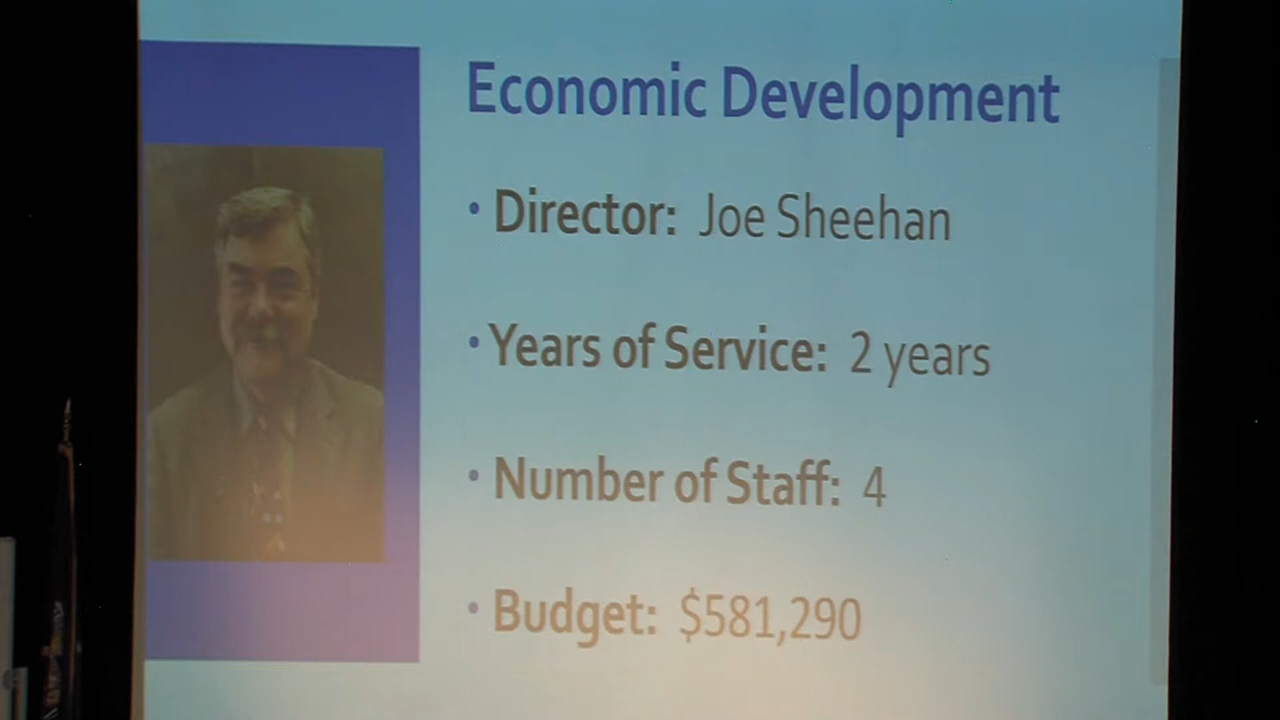 Economic Development
• Director: Joe Sheehan
• Years of Service: 2 years
• Number of Staff: 4
• Budget: $581,290